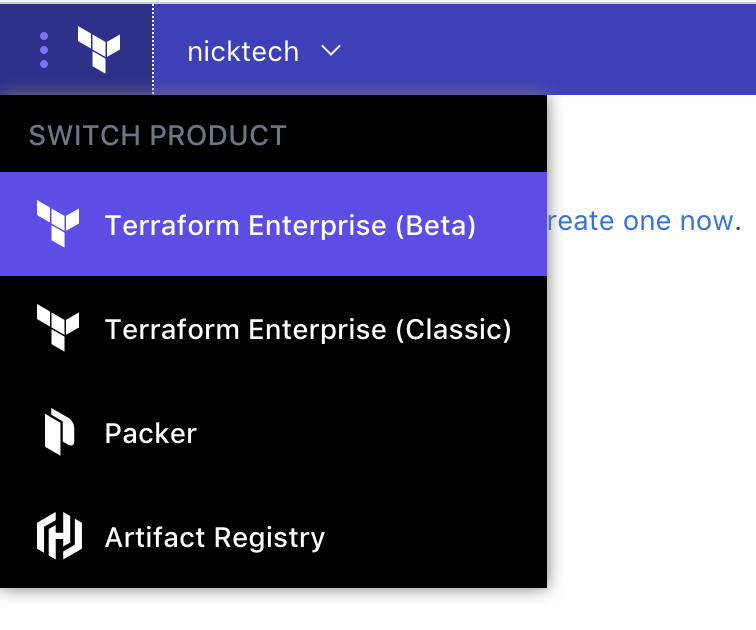 nicktech
SWITCH PRODUCT
Terraform Enterprise (Beta)
reate one now.
Terraform Enterprise (Classic)
Packer
Artifact Registry